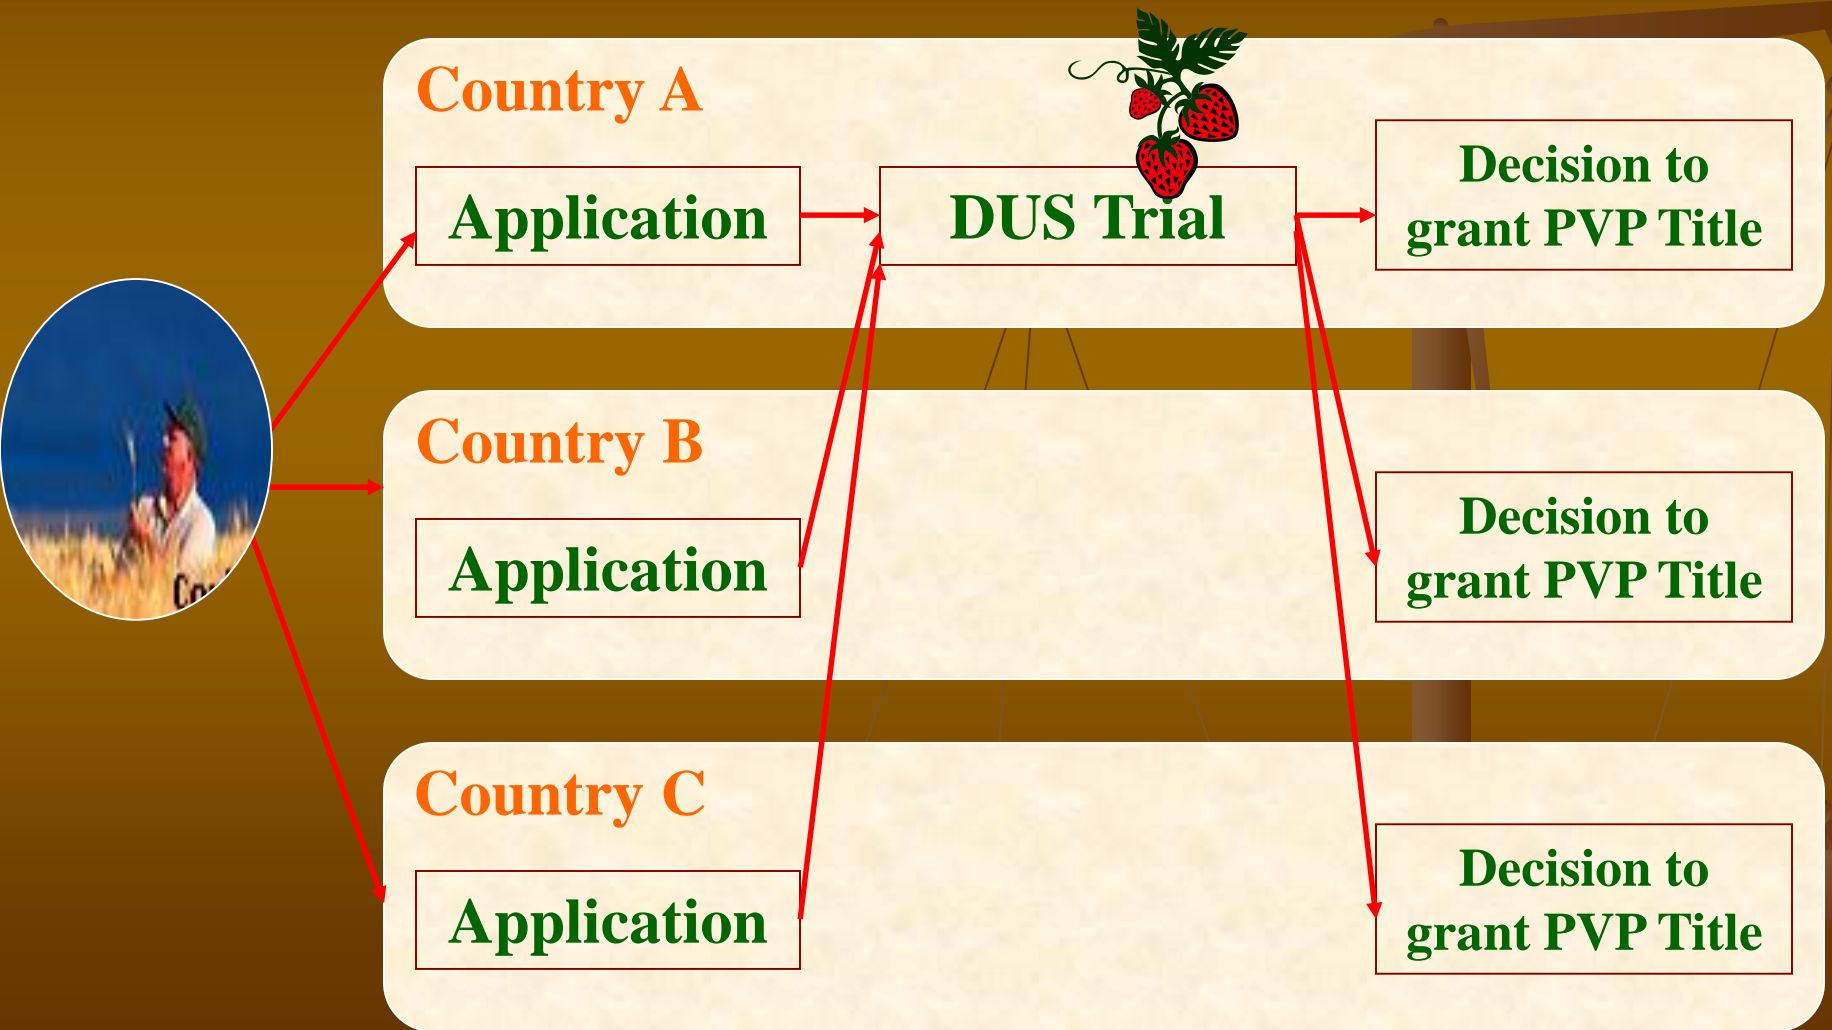 Country A
Application
DUS Trial
Decision to
grant PVP Title
Country B
Application
Decision to
grant PVP Title
Country C
Application
Decision to
grant PVP Title